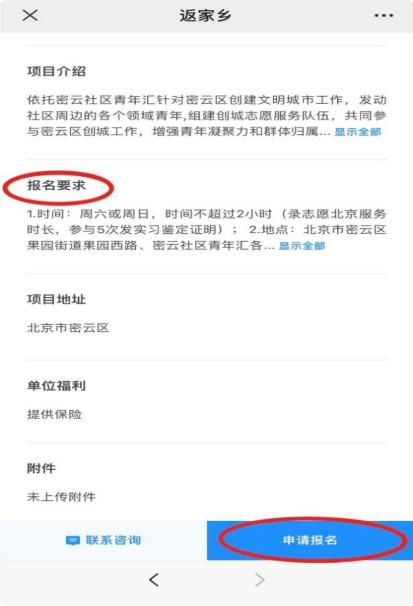 返家乡
项目介绍
依托密云社区青年汇针对密云区创建文明城市工作，发动
社区周边的各个领域青年,组建创城志愿服务队伍，共同参
与密云区创城工作，增强青年凝聚力和群体归属... 显示全部
报名要求
1.时间：周六或周日，时间不超过2小时（录志愿北京服务
时长，参与5次发实习鉴定证明）；2.地点：北京市密云区
果园街道果园西路、密云社区青年汇各... 显示全部
项目地址
北京市密云区
单位福利
提供保险
附件
未上传附件
联系咨询
申请报名